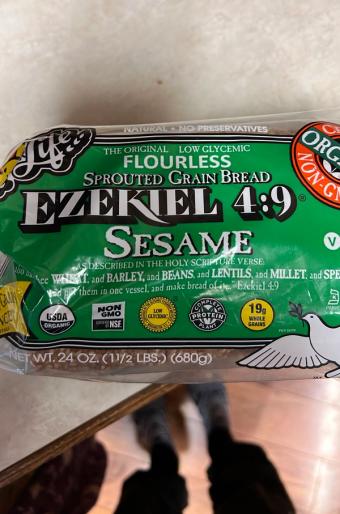 NATURAL • NO PRESERVATIVES
Life
THE ORIGINAL LOW GLYCEMIC
FLOURLESS
SPROUTED GRAIN BREAD
EZEKIEL 4:9®
SESAME
AS DESCRIBED IN THE HOLY SCRIPTURE VERSE:
WHEAT, and BARLEY, and BEANS, and LENTILS, and MILLET, and SPE
them in one vessel, and make bread of Ezekiel 4:9
ORG
NON-G
V
USDA
ORGANIC
NON
GMO
NSF
LOW
GLYCEMIC
COMPLETE
PROTEIN
PLANT
19g
WHOLE
GRAINS
NET WT. 24 OZ. (1 1/2 LBS.) (680g)